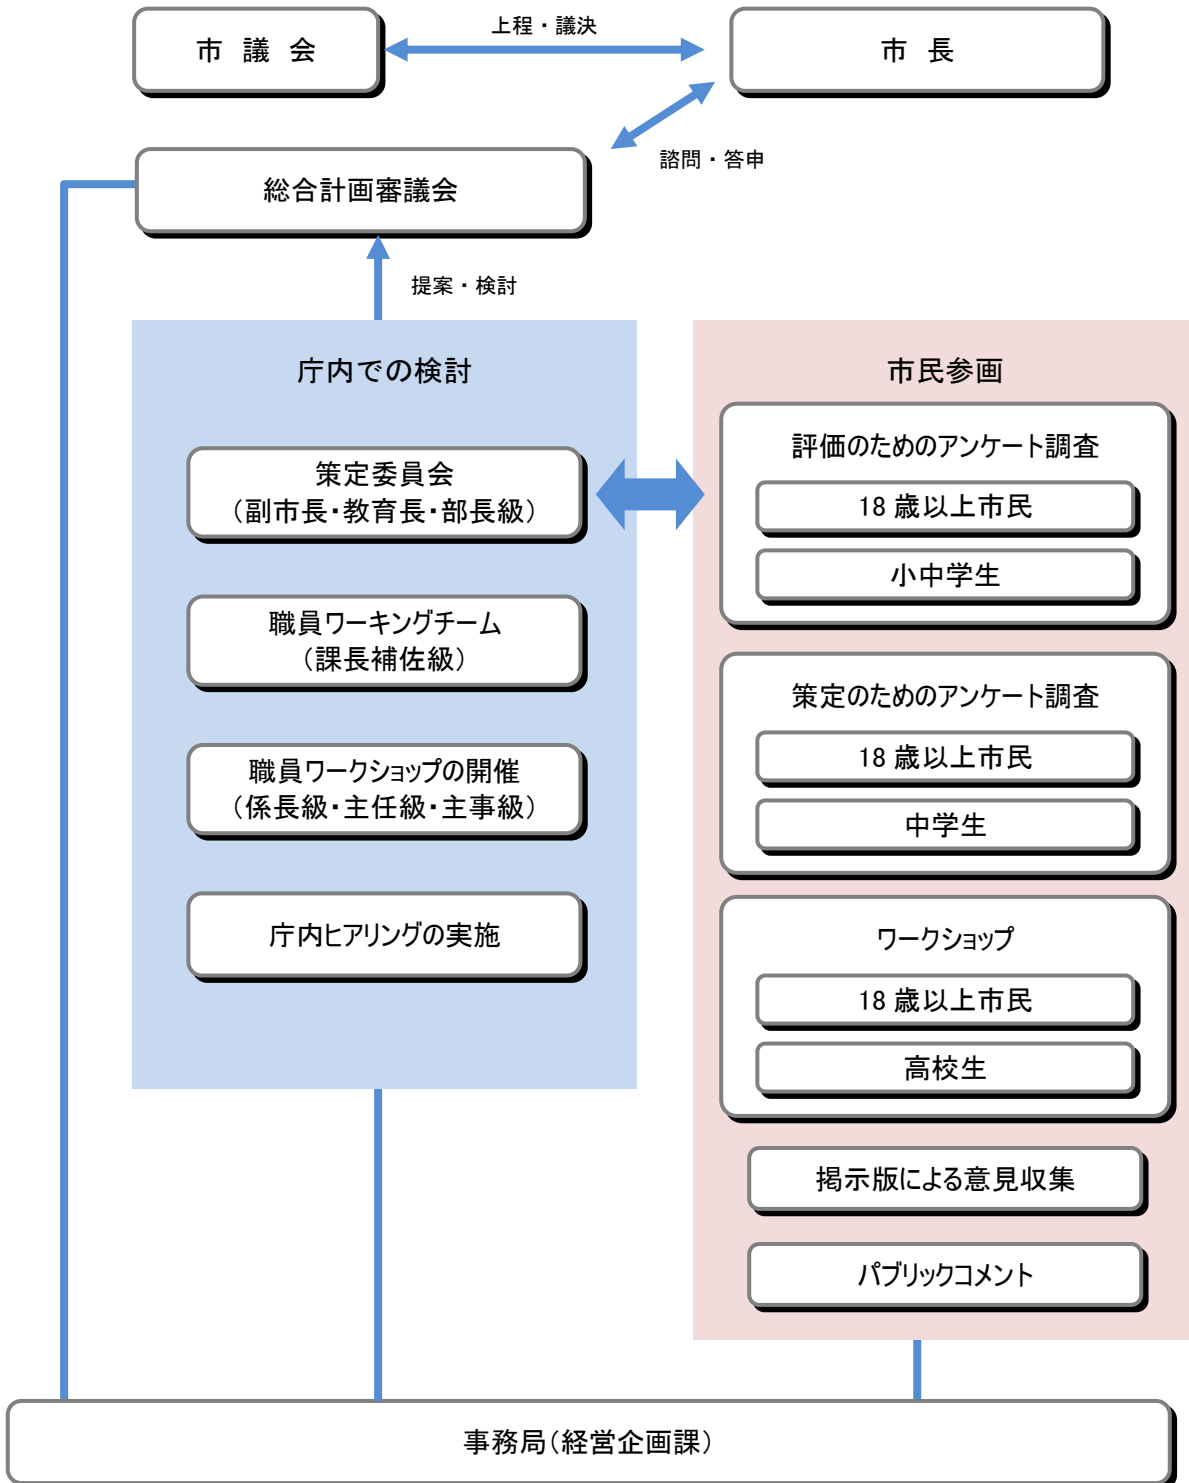 市 議 会
上程・議決
市 長
諮問・答申
総合計画審議会
提案・検討
庁内での検討
策定委員会
（副市長・教育長・部長級）
職員ワーキングチーム
（課長補佐級）
職員ワークショップの開催
（係長級・主任級・主事級）
庁内ヒアリングの実施
市民参画
評価のためのアンケート調査
18 歳以上市民
小中学生
策定のためのアンケート調査
18 歳以上市民
中学生
ワークショップ
18 歳以上市民
高校生
掲示版による意見収集
パブリックコメント
事務局（経営企画課）